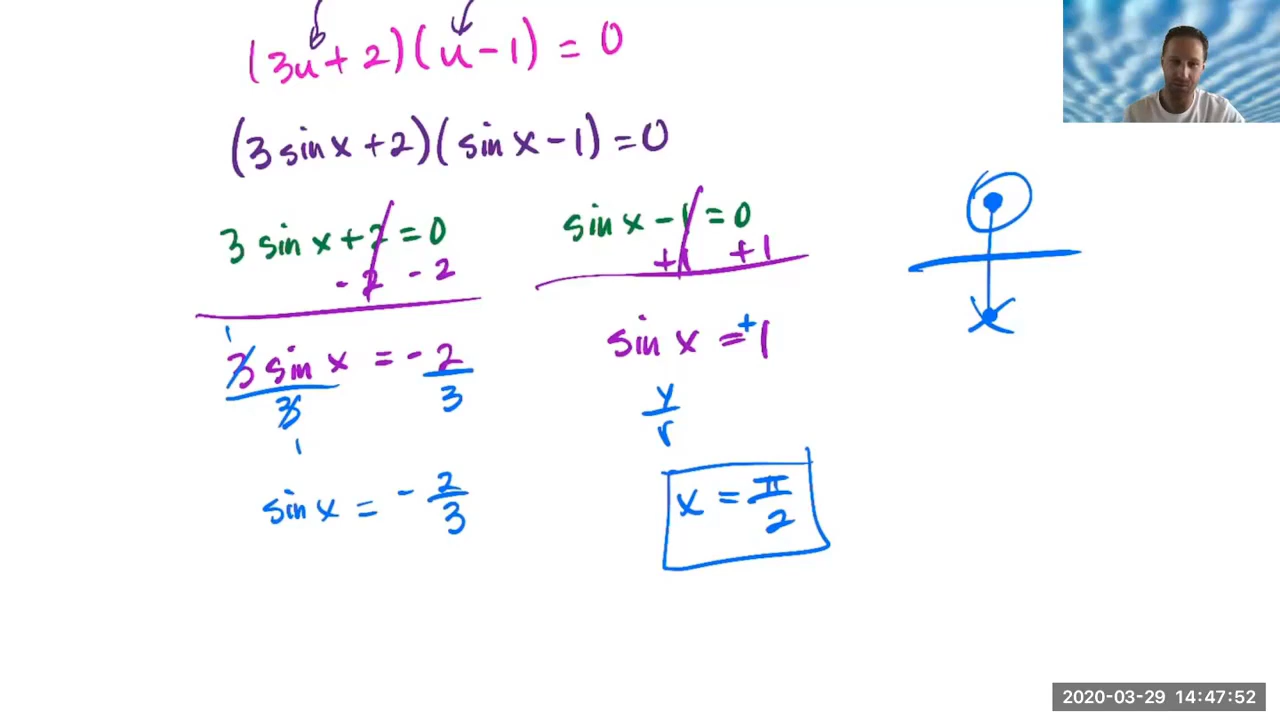 (3u + 2)(u - 1) = 0
(3 sin x + 2)(sin x - 1) = 0
3 sin x + 2 = 0
- 2 - 2
1
3 sin x = - 2
3 3
1
sin x = - 2/3
sin x - 1 = 0
+1 +1
sin x = +1
y
r
x = π/2
2020-03-29 14:47:52